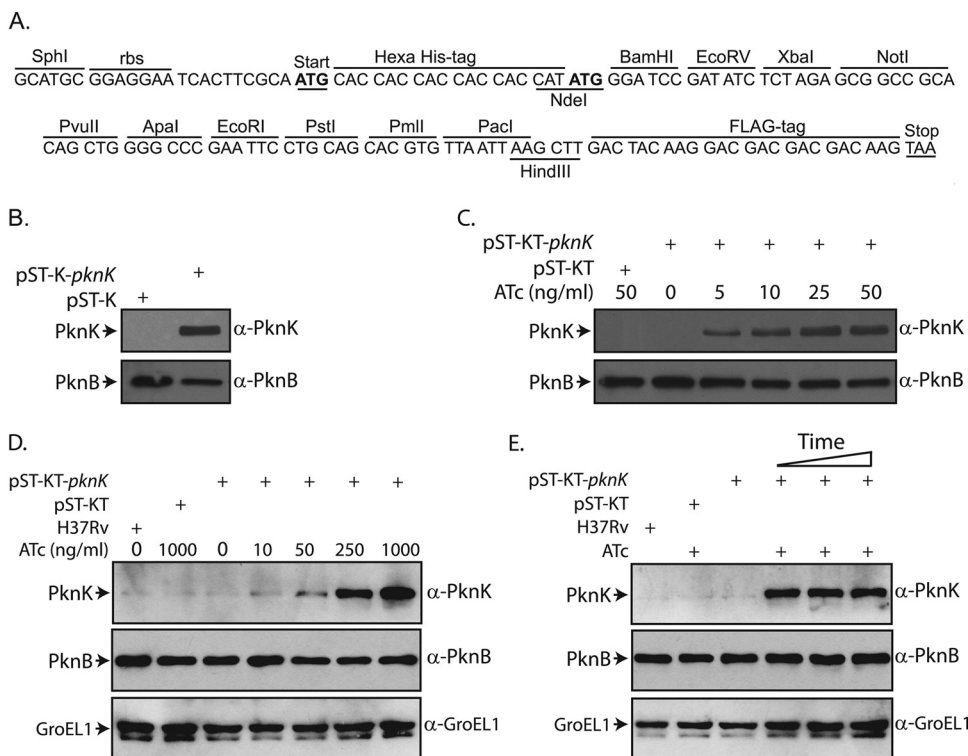 A.
SphI rbs Start Hexa His-tag BamHI EcoRV XbaI NotI
GCATGC GGAGGAA TCACTTCGCA ATG CAC CAC CAC CAC CAC CAT ATG GGA TCC GAT ATC TCT AGA GCG GCC GCA
NdeI
PvuII ApaI EcoRI PstI PmlI PacI FLAG-tag Stop
CAG CTG GGG CCC GAA TTC CTG CAG CAC GTG TTA ATT AAG CTT GAC TAC AAG GAC GAC GAC GAC AAG TAA
HindIII
B.
pST-K-pknK +
pST-K +
PknK α-PknK
PknB α-PknB
C.
pST-KT-pknK + + + + +
pST-KT +
ATc (ng/ml) 50 0 5 10 25 50
PknK α-PknK
PknB α-PknB
D.
pST-KT-pknK + + + + +
pST-KT +
H37Rv +
ATc (ng/ml) 0 1000 0 10 50 250 1000
PknK α-PknK
PknB α-PknB
GroEL1 α-GroEL1
E.
Time
pST-KT-pknK + + + +
pST-KT +
H37Rv +
ATc + + + +
PknK α-PknK
PknB α-PknB
GroEL1 α-GroEL1